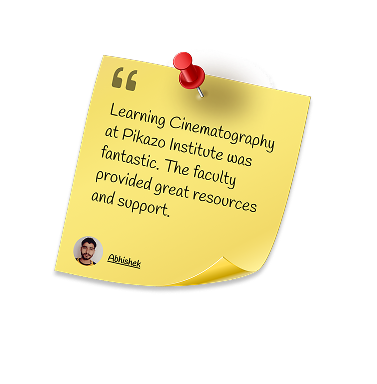 “
Learning Cinematography
at Pikazo Institute was
fantastic. The faculty
provided great resources
and support.
Abhishek